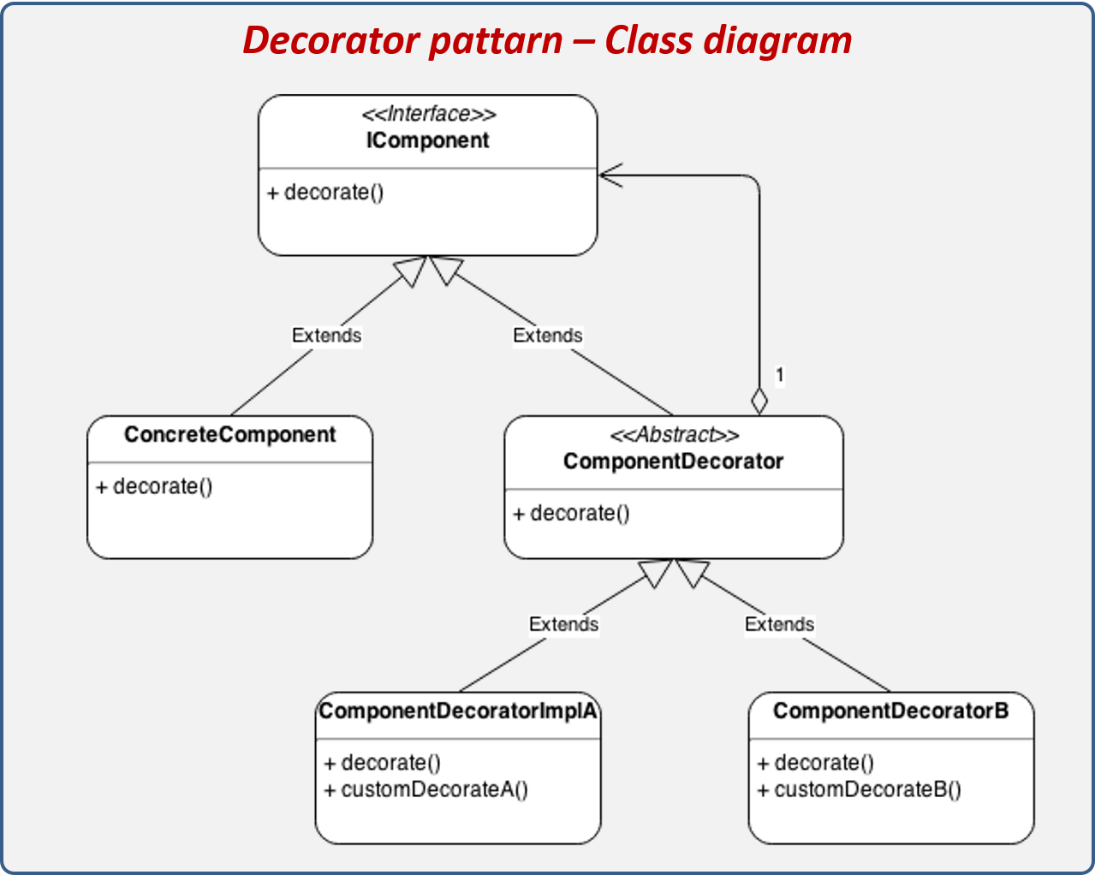 Decorator pattarn – Class diagram
<<Interface>>
IComponent
+ decorate()
Extends
Extends
1
ConcreteComponent
+ decorate()
<<Abstract>>
ComponentDecorator
+ decorate()
Extends
Extends
ComponentDecoratorImplA
+ decorate()
+ customDecorateA()
ComponentDecoratorB
+ decorate()
+ customDecorateB()